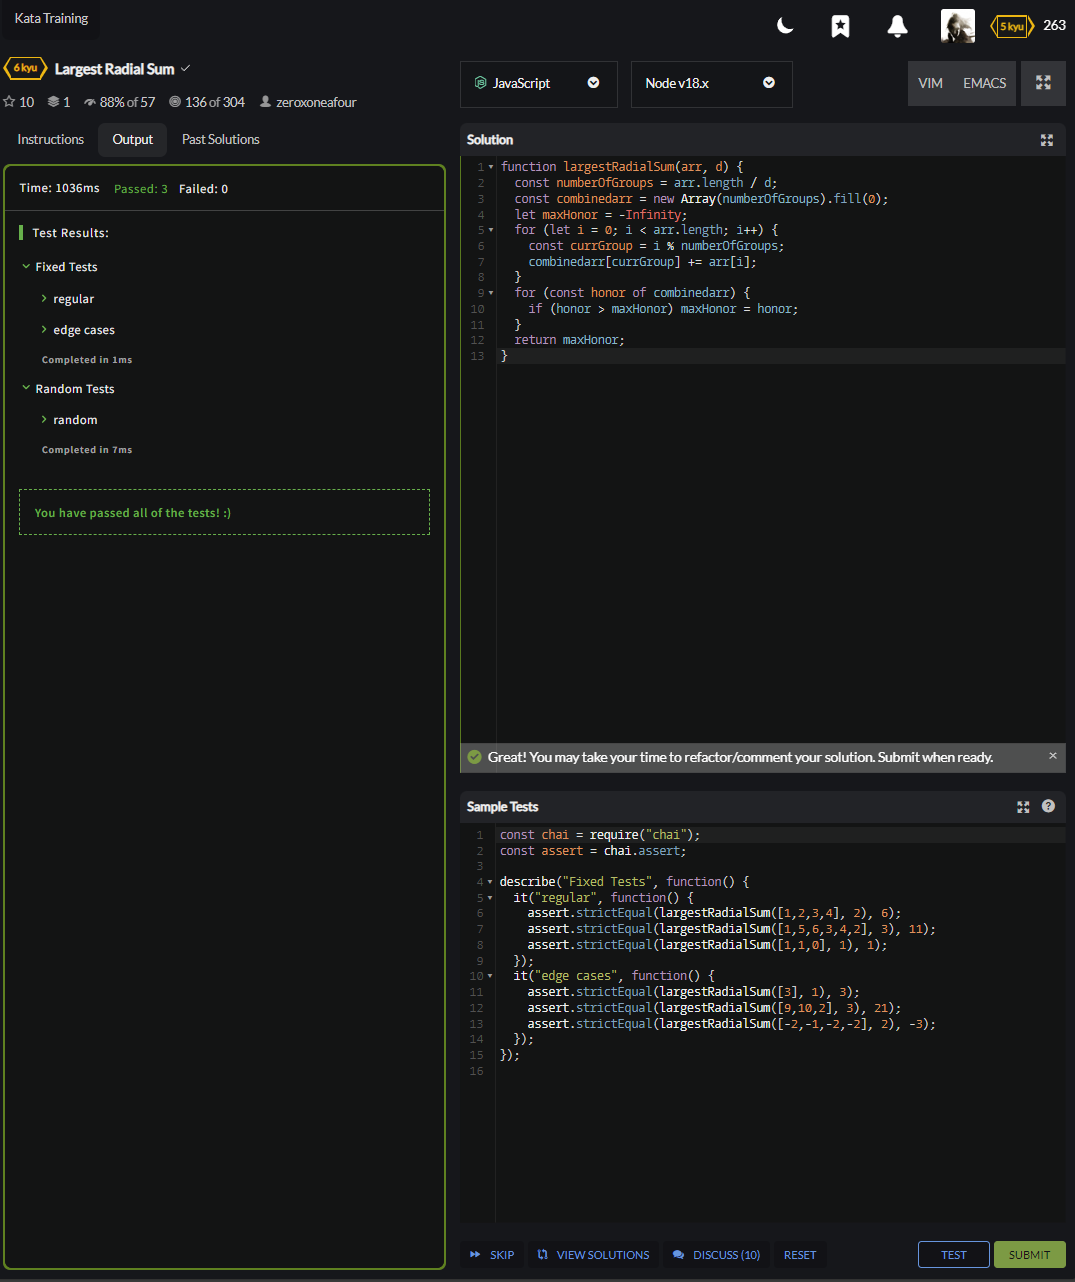 Kata Training
5 kyu 263
6 kyu Largest Radial Sum
10 1 88% of 57 136 of 304 zeroxoneafour
Instructions Output Past Solutions
Time: 1036ms Passed: 3 Failed: 0
Test Results:
Fixed Tests
regular
edge cases
Completed in 1ms
Random Tests
random
Completed in 7ms
You have passed all of the tests! :)
JavaScript Node v18.x VIM EMACS
Solution
1 function largestRadialSum(arr, d) {
2 const numberOfGroups = arr.length / d;
3 const combinedarr = new Array(numberOfGroups).fill(0);
4 let maxHonor = -Infinity;
5 for (let i = 0; i < arr.length; i++) {
6 const currGroup = i % numberOfGroups;
7 combinedarr[currGroup] += arr[i];
8 }
9 for (const honor of combinedarr) {
10 if (honor > maxHonor) maxHonor = honor;
11 }
12 return maxHonor;
13 }
Great! You may take your time to refactor/comment your solution. Submit when ready. ×
Sample Tests ?
1 const chai = require("chai");
2 const assert = chai.assert;
3
4 describe("Fixed Tests", function() {
5 it("regular", function() {
6 assert.strictEqual(largestRadialSum([1,2,3,4], 2), 6);
7 assert.strictEqual(largestRadialSum([1,5,6,3,4,2], 3), 11);
8 assert.strictEqual(largestRadialSum([1,1,0], 1), 1);
9 });
10 it("edge cases", function() {
11 assert.strictEqual(largestRadialSum([3], 1), 3);
12 assert.strictEqual(largestRadialSum([9,10,2], 3), 21);
13 assert.strictEqual(largestRadialSum([-2,-1,-2,-2], 2), -3);
14 });
15 });
16
SKIP VIEW SOLUTIONS DISCUSS (10) RESET TEST SUBMIT